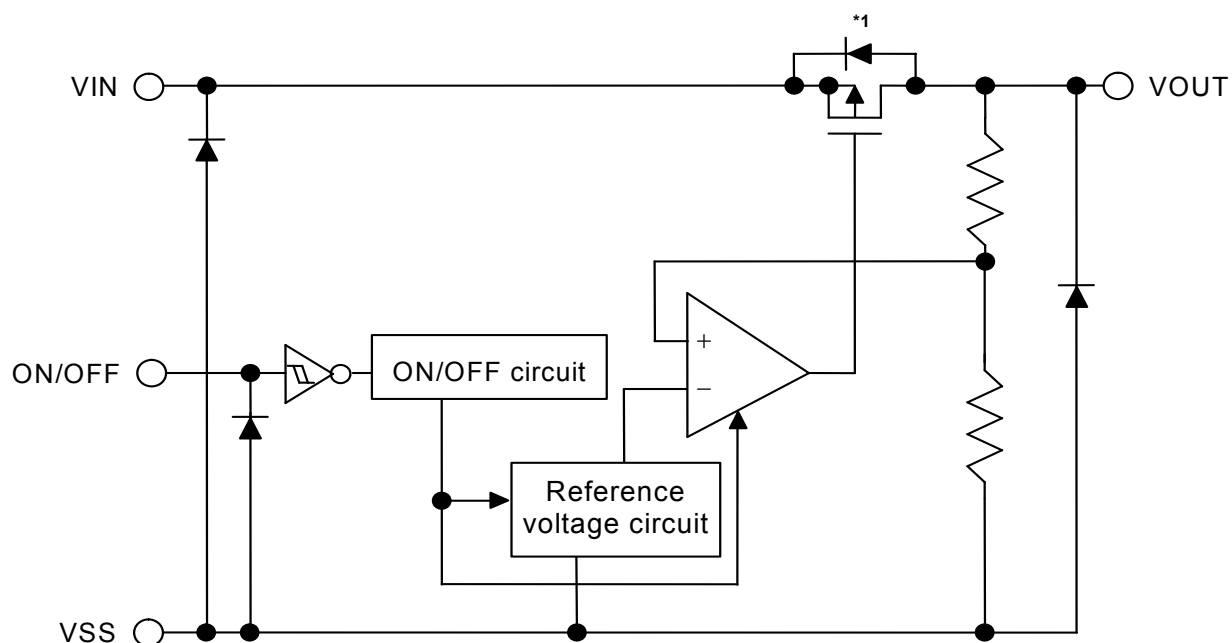 *1
VIN
VOUT
+
ON/OFF
ON/OFF circuit
−
Reference
voltage circuit
VSS